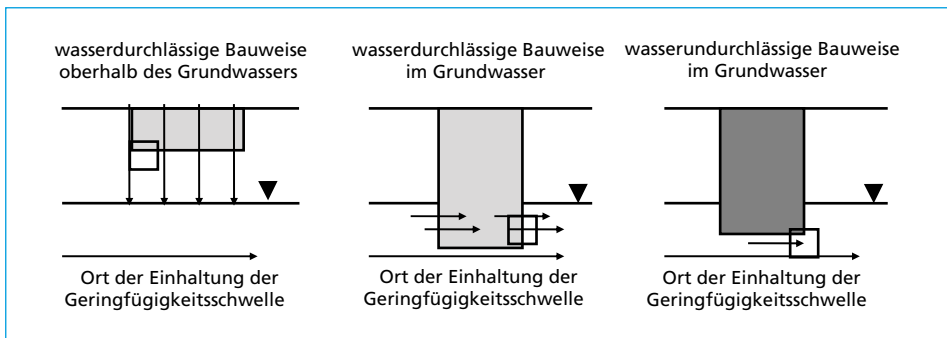 wasserdurchlässige Bauweise
oberhalb des Grundwassers
wasserdurchlässige Bauweise
im Grundwasser
wasserundurchlässige Bauweise
im Grundwasser
Ort der Einhaltung der
Geringfügigkeitsschwelle
Ort der Einhaltung der
Geringfügigkeitsschwelle
Ort der Einhaltung der
Geringfügigkeitsschwelle